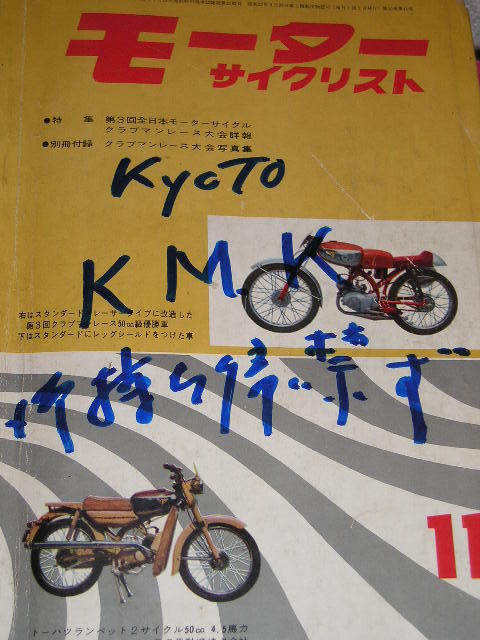 モーター
サイクリスト
●特 集 第3回全日本モーターサイクル
クラブマンレース大会詳報
●別冊付録 クラブマンレース大会写真集
KyoTO
K M.K
右はスタンダードをレーサータイプに改造した
第3回クラブマンレース50cc級優勝車
下はスタンダードにレッグシールドをつけた車
持ち帰り禁ず
11
トーハツランペット2サイクル50cc 4.5馬力